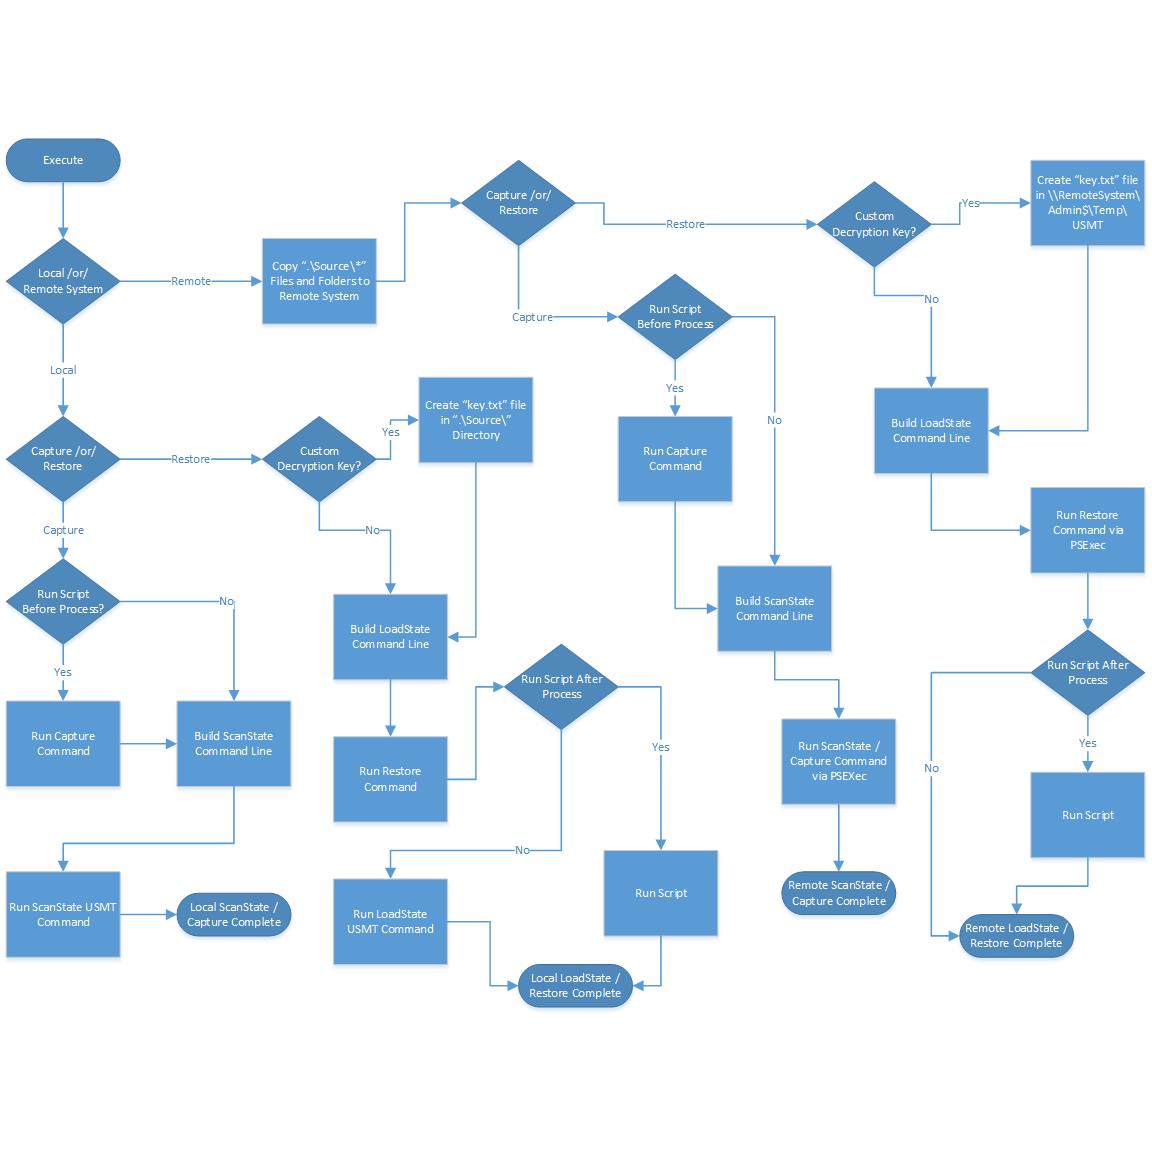 Execute
Capture /or/
Restore
Restore
Custom
Decryption Key?
Yes
Create “key.txt” file
in \\RemoteSystem\
Admin$\Temp\
USMT
Local /or/
Remote System
Remote
Copy “.\Source\*”
Files and Folders to
Remote System
Capture
Run Script
Before Process
No
Local
Yes
No
Create “key.txt” file
in “.\Source\”
Directory
Build LoadState
Command Line
Capture /or/
Restore
Restore
Custom
Decryption Key?
Yes
Run Capture
Command
Capture
No
Run Restore
Command via
PSExec
Run Script
Before Process?
No
Build LoadState
Command Line
Build ScanState
Command Line
Yes
Run Script After
Process
Run Script After
Process
Run Capture
Command
Build ScanState
Command Line
Run Restore
Command
Yes
Run ScanState /
Capture Command
via PSEXec
Yes
No
Run Script
No
Run ScanState USMT
Command
Local ScanState /
Capture Complete
Run LoadState
USMT Command
Run Script
Remote ScanState /
Capture Complete
Remote LoadState /
Restore Complete
Local LoadState /
Restore Complete